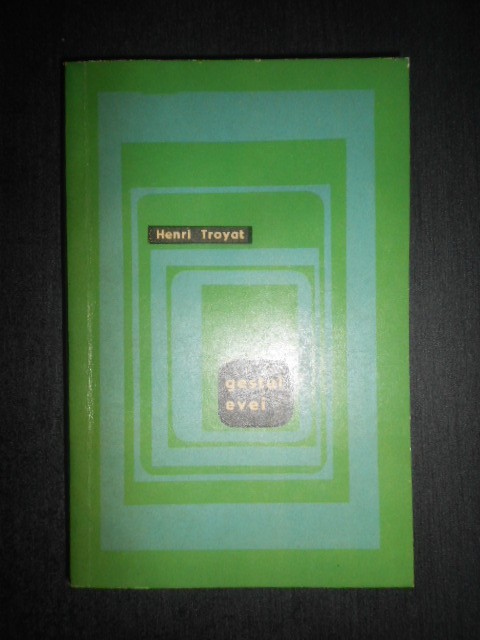 Henri Troyat
gestul
evei